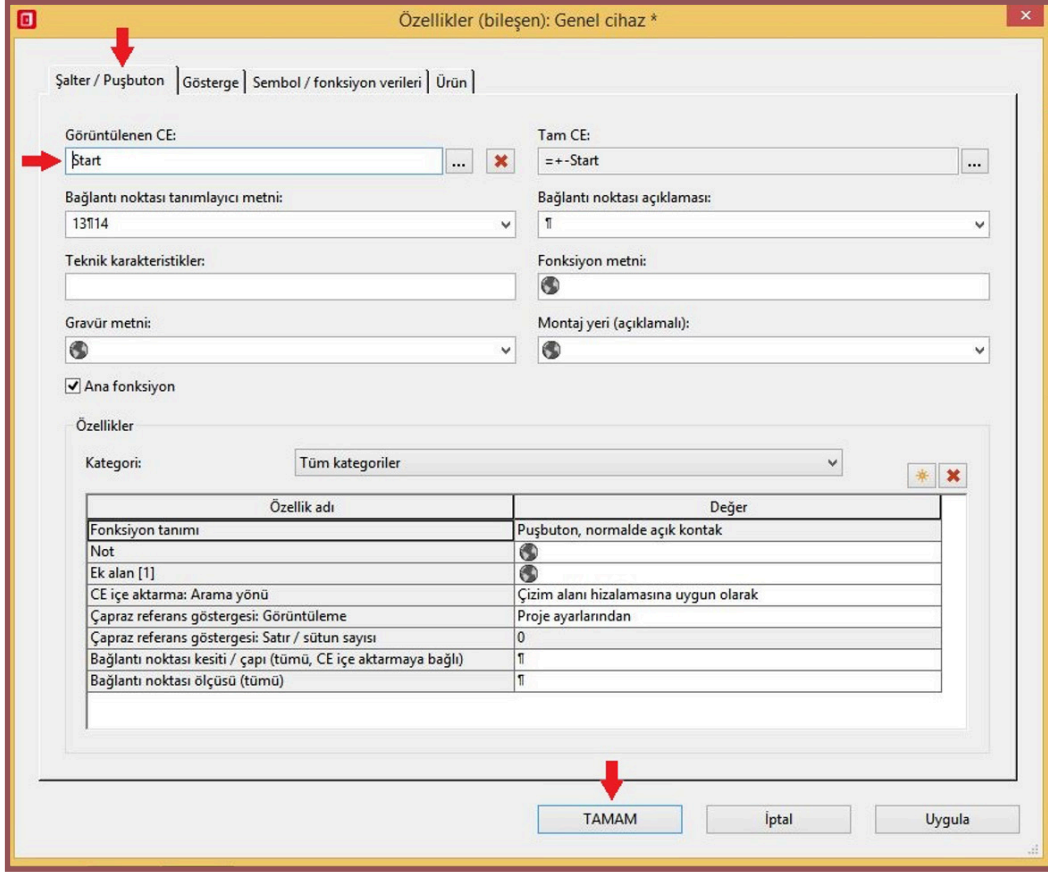 Özellikler (bileşen): Genel cihaz *
Şalter / Puşbuton Gösterge Sembol / fonksiyon verileri Ürün
Görüntülenen CE: Tam CE:
Start ... =+-Start ...
Bağlantı noktası tanımlayıcı metni: Bağlantı noktası açıklaması:
13¶14 ¶
Teknik karakteristikler: Fonksiyon metni:
Gravür metni: Montaj yeri (açıklamalı):
Ana fonksiyon
Özellikler
Kategori: Tüm kategoriler
Özellik adı Değer
Fonksiyon tanımı Puşbuton, normalde açık kontak
Not
Ek alan [1]
CE içe aktarma: Arama yönü Çizim alanı hizalamasına uygun olarak
Çapraz referans göstergesi: Görüntüleme Proje ayarlarından
Çapraz referans göstergesi: Satır / sütun sayısı 0
Bağlantı noktası kesiti / çapı (tümü, CE içe aktarmaya bağlı) ¶
Bağlantı noktası ölçüsü (tümü) ¶
TAMAM İptal Uygula